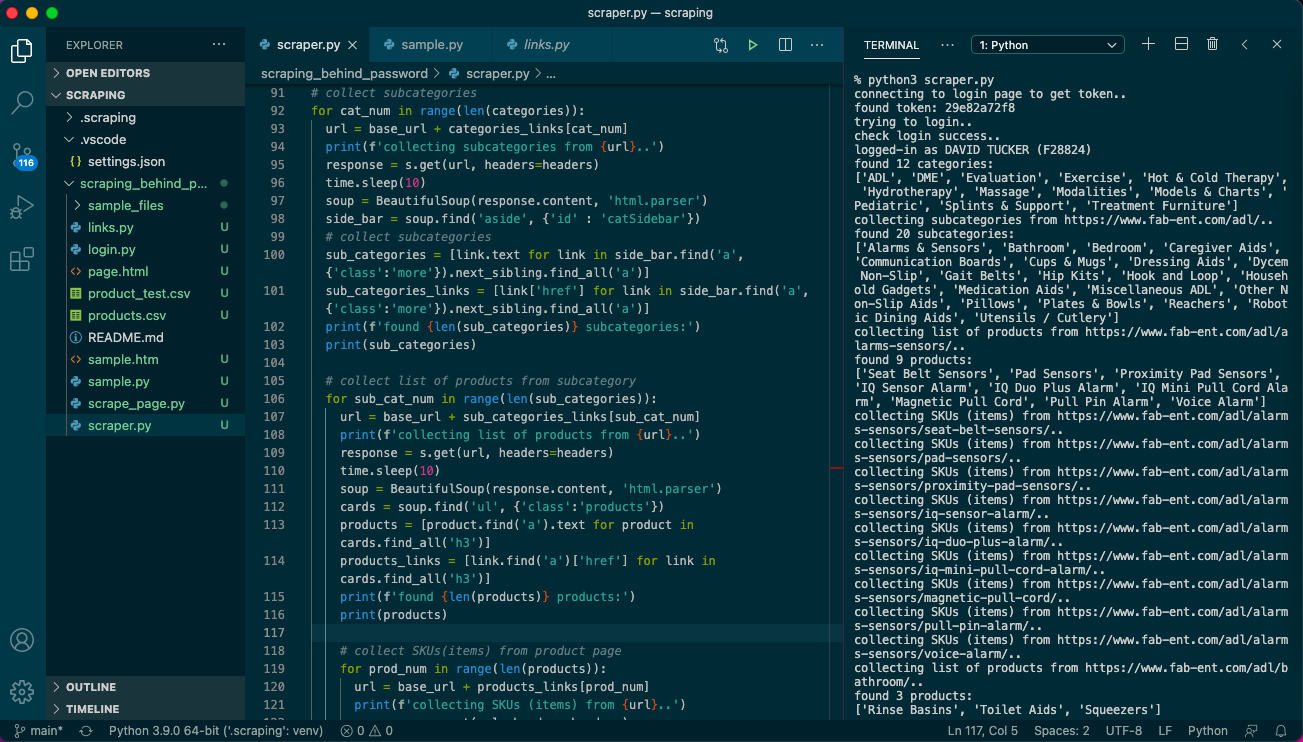 scraper.py — scraping
EXPLORER ···
OPEN EDITORS
SCRAPING
.scraping
.vscode
{} settings.json
scraping_behind_p...
sample_files
links.py U
login.py U
<> page.html U
product_test.csv U
products.csv U
README.md
<> sample.htm U
sample.py U
scrape_page.py U
scraper.py U
OUTLINE
TIMELINE
116
scraper.py ×
sample.py
links.py
···
scraping_behind_password > scraper.py > ...
91 # collect subcategories
92 for cat_num in range(len(categories)):
93 url = base_url + categories_links[cat_num]
94 print(f'collecting subcategories from {url}..')
95 response = s.get(url, headers=headers)
96 time.sleep(10)
97 soup = BeautifulSoup(response.content, 'html.parser')
98 side_bar = soup.find('aside', {'id' : 'catSidebar'})
99 # collect subcategories
100 sub_categories = [link.text for link in side_bar.find('a',
{'class':'more'}).next_sibling.find_all('a')]
101 sub_categories_links = [link['href'] for link in side_bar.find('a',
{'class':'more'}).next_sibling.find_all('a')]
102 print(f'found {len(sub_categories)} subcategories:')
103 print(sub_categories)
104
105 # collect list of products from subcategory
106 for sub_cat_num in range(len(sub_categories)):
107 url = base_url + sub_categories_links[sub_cat_num]
108 print(f'collecting list of products from {url}..')
109 response = s.get(url, headers=headers)
110 time.sleep(10)
111 soup = BeautifulSoup(response.content, 'html.parser')
112 cards = soup.find('ul', {'class':'products'})
113 products = [product.find('a').text for product in
cards.find_all('h3')]
114 products_links = [link.find('a')['href'] for link in
cards.find_all('h3')]
115 print(f'found {len(products)} products:')
116 print(products)
117
118 # collect SKUs(items) from product page
119 for prod_num in range(len(products)):
120 url = base_url + products_links[prod_num]
121 print(f'collecting SKUs (items) from {url}..')
TERMINAL ··· 1: Python
% python3 scraper.py
connecting to login page to get token..
found token: 29e82a72f8
trying to login..
check login success..
logged-in as DAVID TUCKER (F28824)
found 12 categories:
['ADL', 'DME', 'Evaluation', 'Exercise', 'Hot & Cold Therapy',
'Hydrotherapy', 'Massage', 'Modalities', 'Models & Charts', '
Pediatric', 'Splints & Support', 'Treatment Furniture']
collecting subcategories from https://www.fab-ent.com/adl/..
found 20 subcategories:
['Alarms & Sensors', 'Bathroom', 'Bedroom', 'Caregiver Aids',
'Communication Boards', 'Cups & Mugs', 'Dressing Aids', 'Dycem
Non-Slip', 'Gait Belts', 'Hip Kits', 'Hook and Loop', 'Househ
old Gadgets', 'Medication Aids', 'Miscellaneous ADL', 'Other N
on-Slip Aids', 'Pillows', 'Plates & Bowls', 'Reachers', 'Robot
ic Dining Aids', 'Utensils / Cutlery']
collecting list of products from https://www.fab-ent.com/adl/a
larms-sensors/..
found 9 products:
['Seat Belt Sensors', 'Pad Sensors', 'Proximity Pad Sensors',
'IQ Sensor Alarm', 'IQ Duo Plus Alarm', 'IQ Mini Pull Cord Ala
rm', 'Magnetic Pull Cord', 'Pull Pin Alarm', 'Voice Alarm']
collecting SKUs (items) from https://www.fab-ent.com/adl/alarm
s-sensors/seat-belt-sensors/..
collecting SKUs (items) from https://www.fab-ent.com/adl/alarm
s-sensors/pad-sensors/..
collecting SKUs (items) from https://www.fab-ent.com/adl/alarm
s-sensors/proximity-pad-sensors/..
collecting SKUs (items) from https://www.fab-ent.com/adl/alarm
s-sensors/iq-sensor-alarm/..
collecting SKUs (items) from https://www.fab-ent.com/adl/alarm
s-sensors/iq-duo-plus-alarm/..
collecting SKUs (items) from https://www.fab-ent.com/adl/alarm
s-sensors/iq-mini-pull-cord-alarm/..
collecting SKUs (items) from https://www.fab-ent.com/adl/alarm
s-sensors/magnetic-pull-cord/..
collecting SKUs (items) from https://www.fab-ent.com/adl/alarm
s-sensors/pull-pin-alarm/..
collecting SKUs (items) from https://www.fab-ent.com/adl/alarm
s-sensors/voice-alarm/..
collecting list of products from https://www.fab-ent.com/adl/b
athroom/..
found 3 products:
['Rinse Basins', 'Toilet Aids', 'Squeezers']
main* Python 3.9.0 64-bit ('.scraping': venv) 0 0 Ln 117, Col 5 Spaces: 2 UTF-8 LF Python